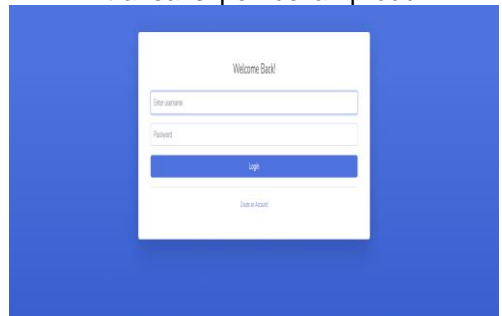 Welcome Back!
Enter username
Password
Login
Create an Account!